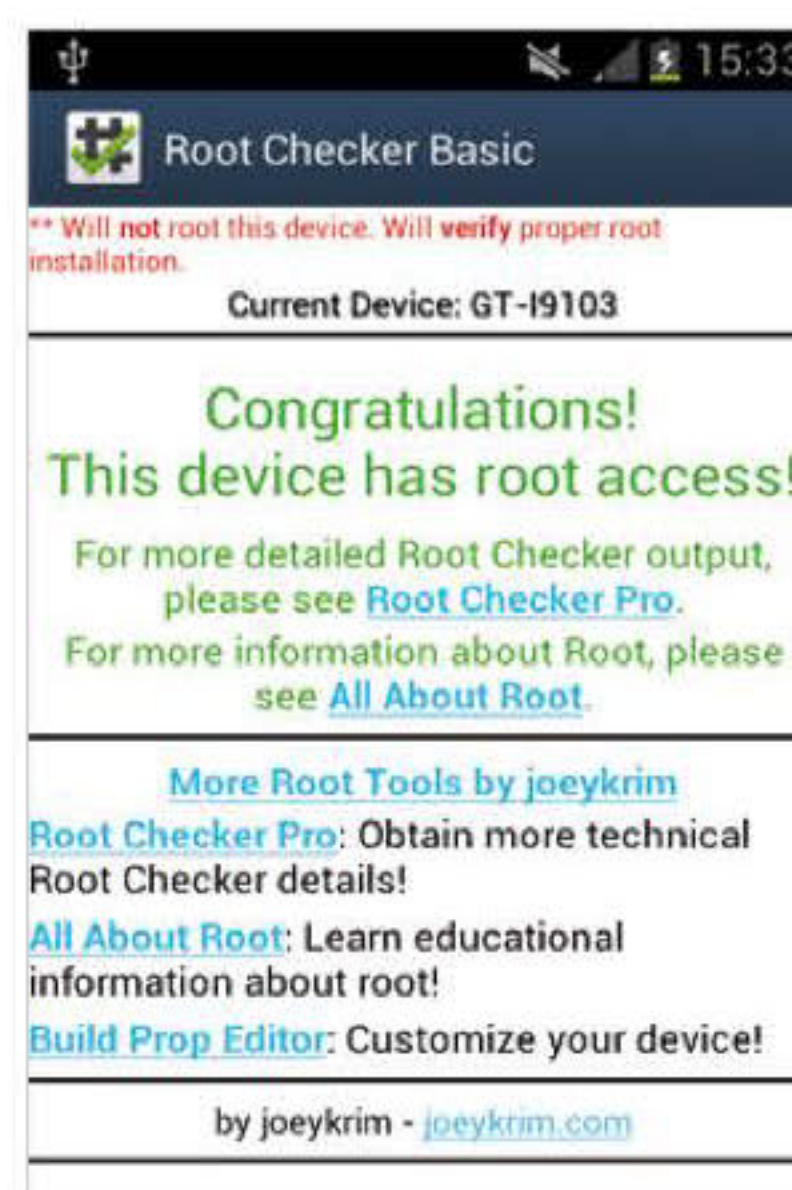 15:33
Root Checker Basic
** Will not root this device. Will verify proper root
installation.
Current Device: GT-I9103
Congratulations!
This device has root access!
For more detailed Root Checker output,
please see Root Checker Pro.
For more information about Root, please
see All About Root.
More Root Tools by joeykrim
Root Checker Pro: Obtain more technical
Root Checker details!
All About Root: Learn educational
information about root!
Build Prop Editor: Customize your device!
by joeykrim - joeykrim.com